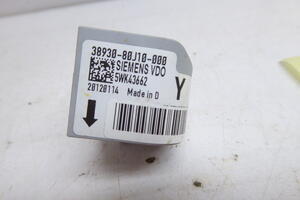 38930-80J10-000
SIEMENS VDO
5WK43662
20120114 Made in D
Y